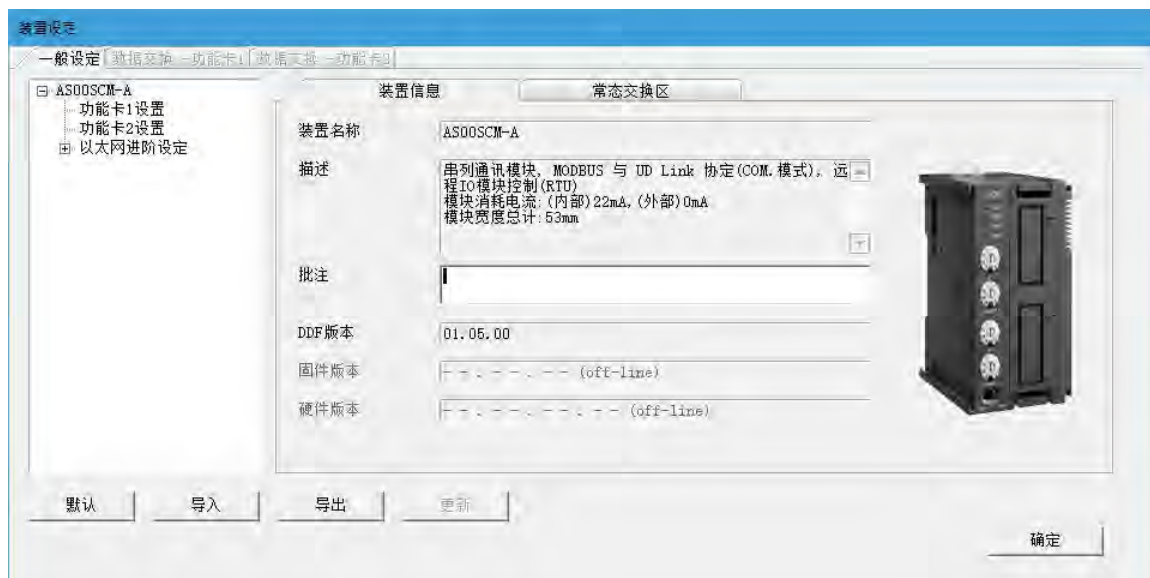 装置设定
一般设定 数据交换 -功能卡1 数据交换 -功能卡2
AS00SCM-A
功能卡1设置
功能卡2设置
以太网进阶设定
装置信息 常态交换区
装置名称 AS00SCM-A
描述 串列通讯模块, MODBUS 与 UD Link 协定(COM.模式), 远
程IO模块控制(RTU)
模块消耗电流:(内部)22mA,(外部)0mA
模块宽度总计:53mm
批注
DDF版本 01.05.00
固件版本 - - . - - . - - (off-line)
硬件版本 - - . - - . - - . - - (off-line)
默认 导入 导出 更新
确定